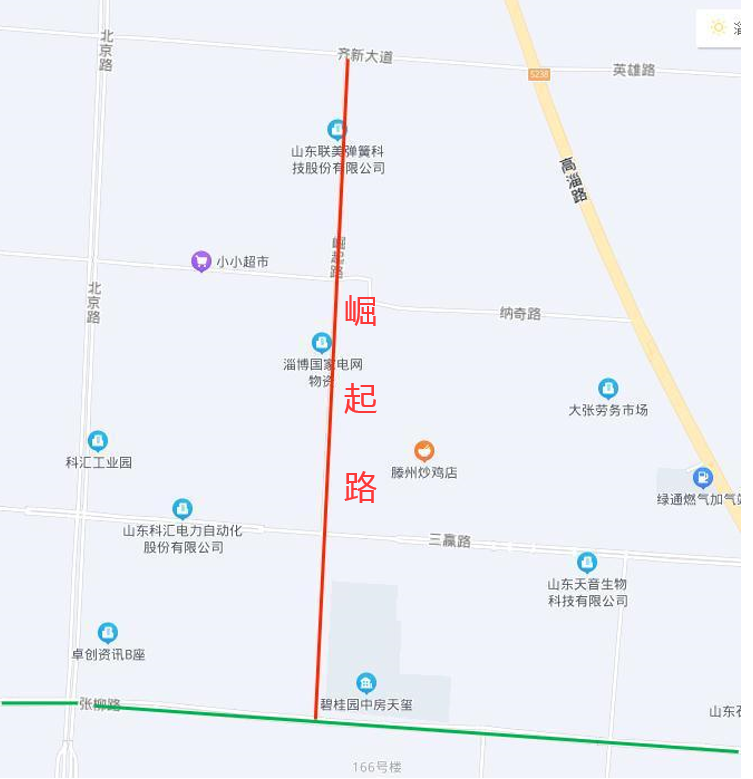 淄
北京路
齐新大道
英雄路
S238
山东联美弹簧科
技股份有限公司
高淄路
崛起路
小小超市
北京路
崛起路
纳奇路
淄博国家电网
物资
大张劳务市场
滕州炒鸡店
科汇工业园
绿通燃气加气站
山东科汇电力自动化
股份有限公司
三赢路
山东天音生物
科技有限公司
卓创资讯B座
张柳路
碧桂园中房天玺
山东石
166号楼